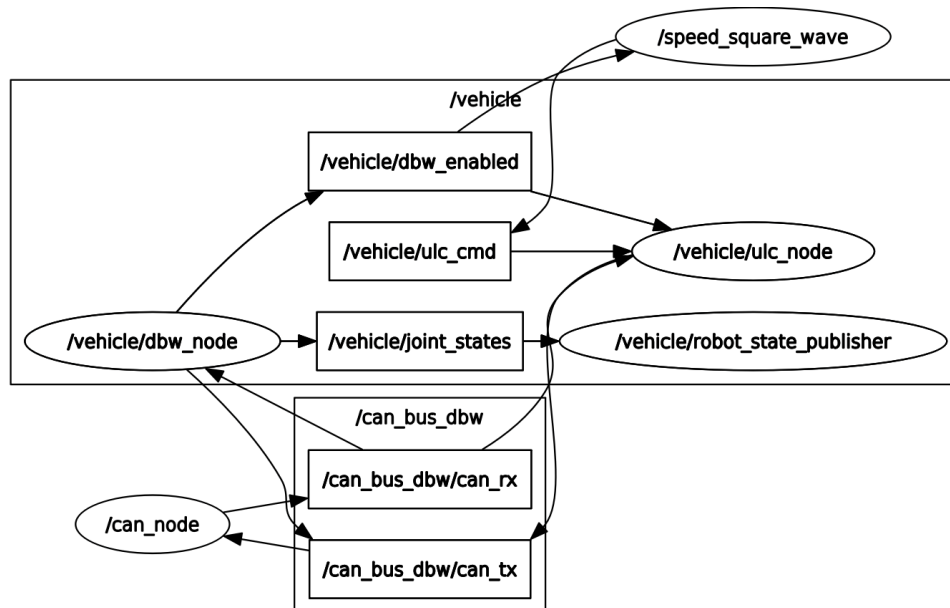 /speed_square_wave
/vehicle
/vehicle/dbw_enabled
/vehicle/ulc_cmd
/vehicle/ulc_node
/vehicle/dbw_node
/vehicle/joint_states
/vehicle/robot_state_publisher
/can_bus_dbw
/can_bus_dbw/can_rx
/can_node
/can_bus_dbw/can_tx